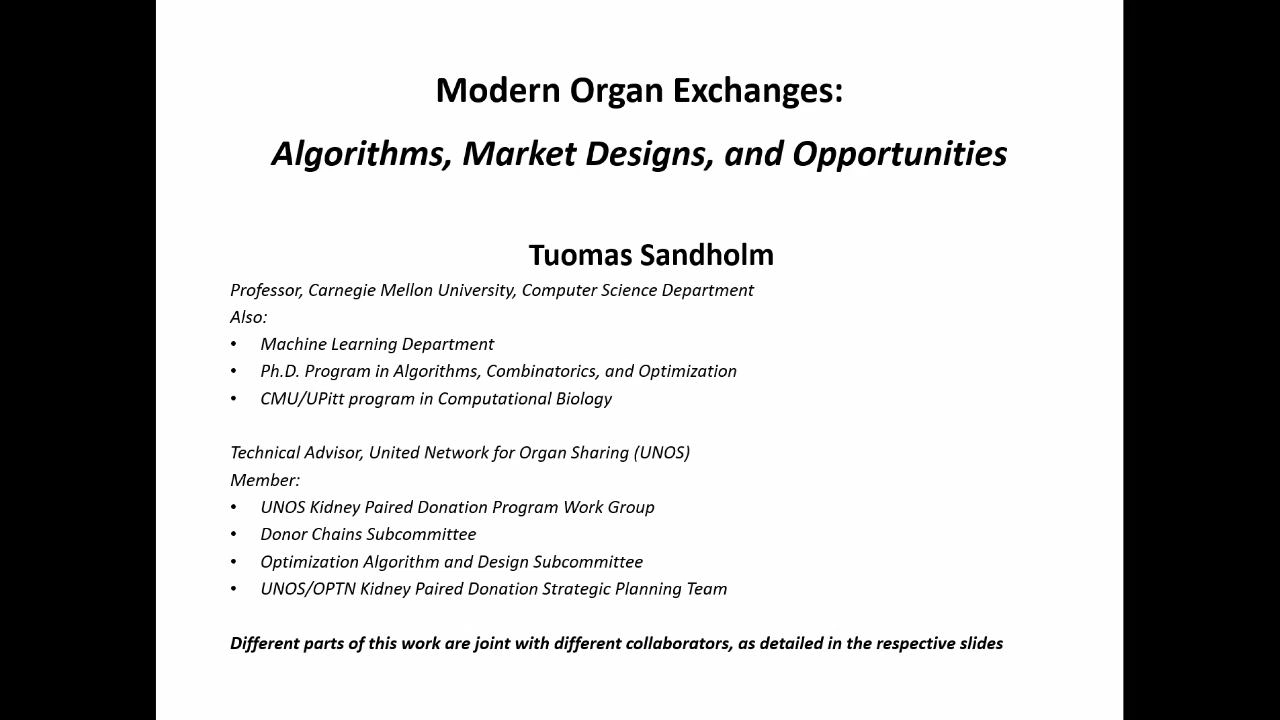 Modern Organ Exchanges:
Algorithms, Market Designs, and Opportunities
Tuomas Sandholm
Professor, Carnegie Mellon University, Computer Science Department
Also:
• Machine Learning Department
• Ph.D. Program in Algorithms, Combinatorics, and Optimization
• CMU/UPitt program in Computational Biology
Technical Advisor, United Network for Organ Sharing (UNOS)
Member:
• UNOS Kidney Paired Donation Program Work Group
• Donor Chains Subcommittee
• Optimization Algorithm and Design Subcommittee
• UNOS/OPTN Kidney Paired Donation Strategic Planning Team
Different parts of this work are joint with different collaborators, as detailed in the respective slides